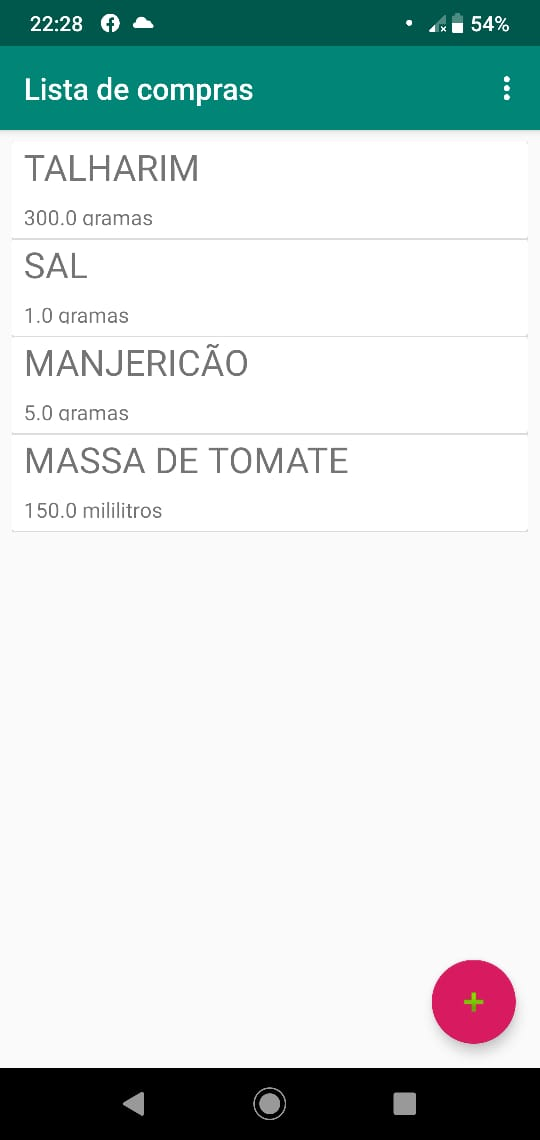 22:28
54%
Lista de compras
TALHARIM
300.0 gramas
SAL
1.0 gramas
MANJERICÃO
5.0 gramas
MASSA DE TOMATE
150.0 mililitros